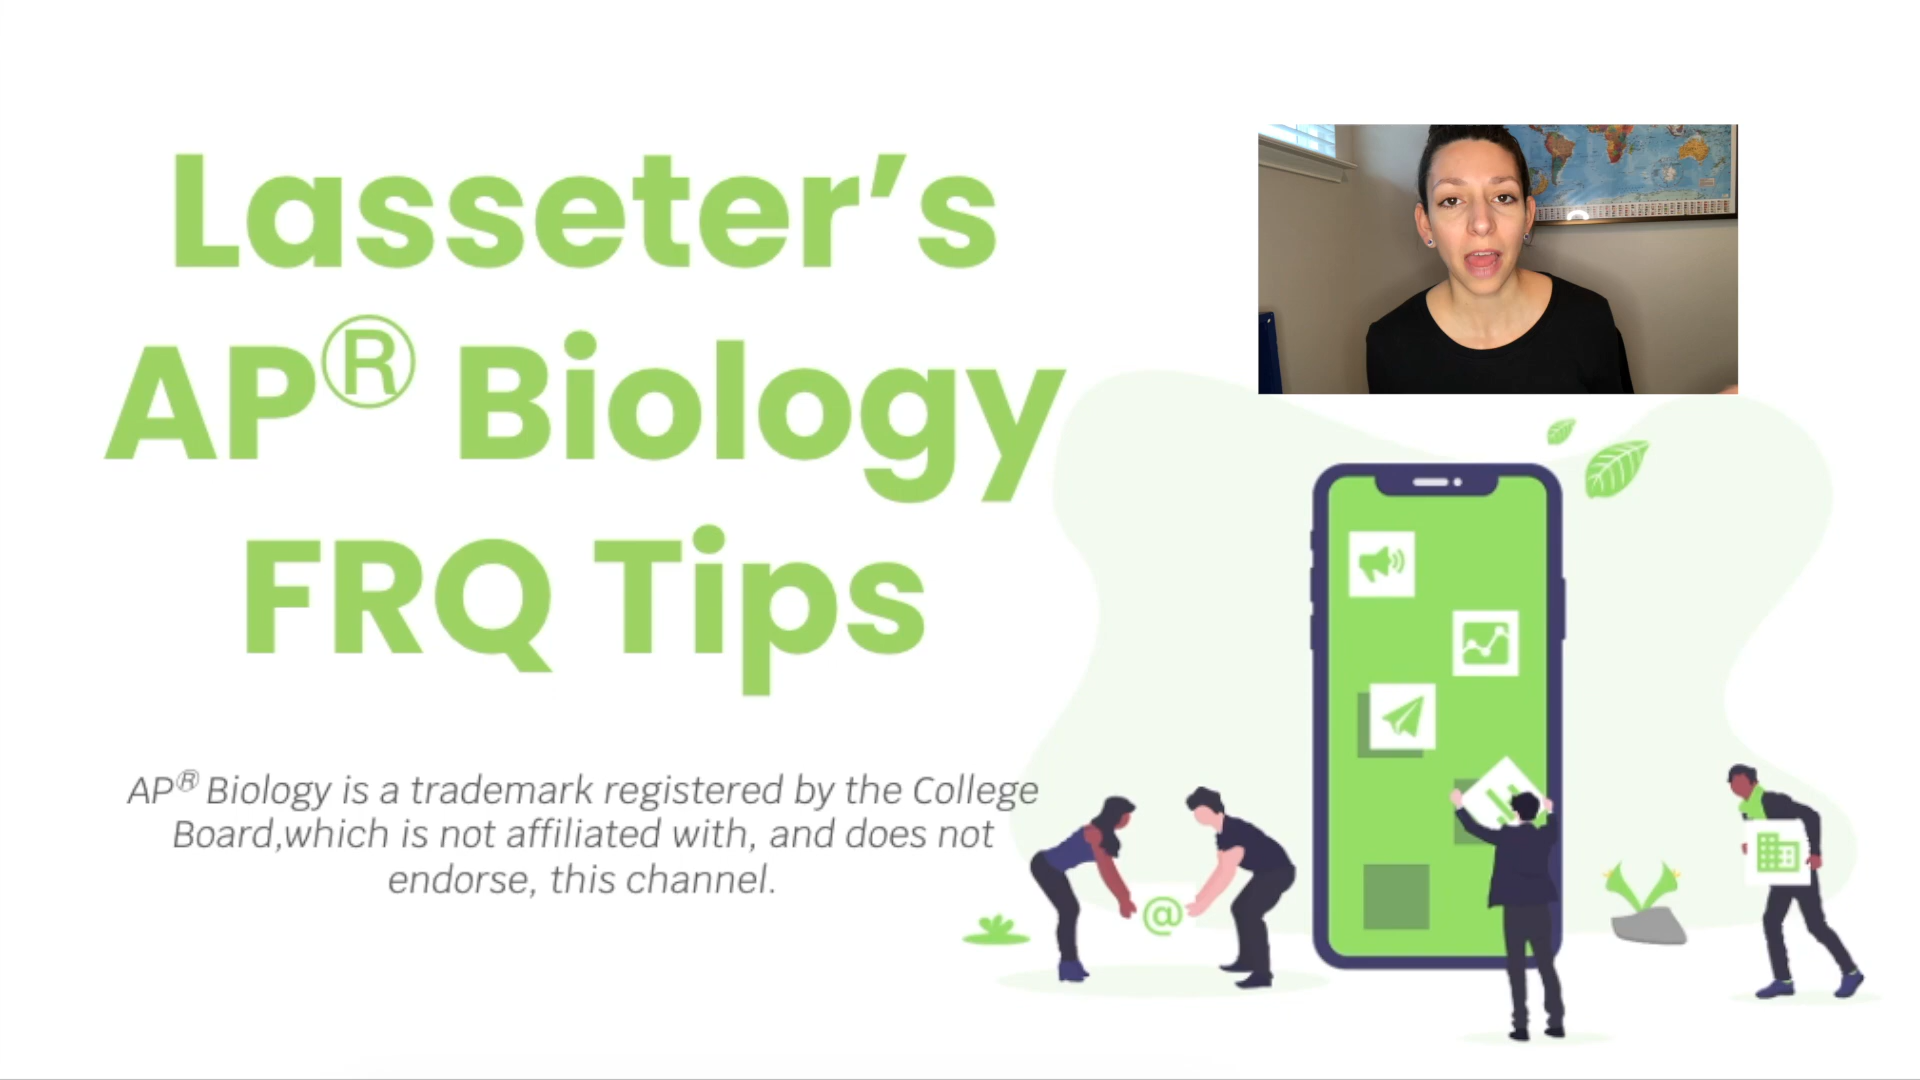 Lasseter’s
AP® Biology
FRQ Tips
AP® Biology is a trademark registered by the College
Board,which is not affiliated with, and does not
endorse, this channel.
@